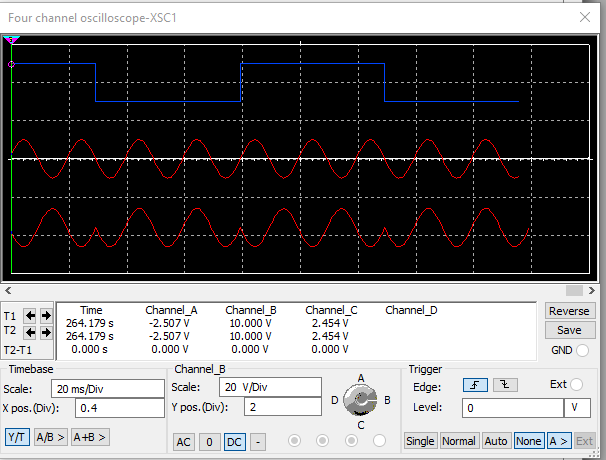 Four channel oscilloscope-XSC1
T1
T2
T2-T1
Time Channel_A Channel_B Channel_C Channel_D
264.179 s -2.507 V 10.000 V 2.454 V
264.179 s -2.507 V 10.000 V 2.454 V
0.000 s 0.000 V 0.000 V 0.000 V
Reverse
Save
GND
Timebase
Scale: 20 ms/Div
X pos.(Div): 0.4
Y/T A/B > A+B >
Channel_B
Scale: 20 V/Div
Y pos.(Div): 2
AC 0 DC -
A
D B
C
Trigger
Edge: Ext
Level: 0 V
Single Normal Auto None A > Ext